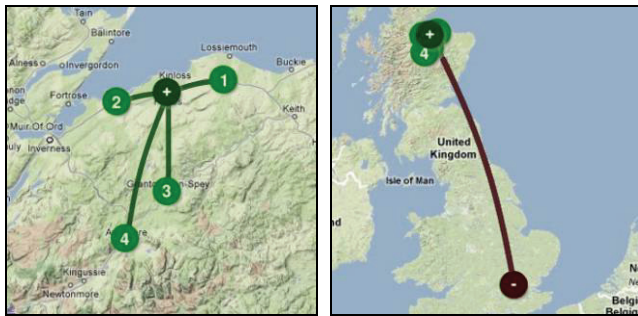 Tain
Balintore
Lossiemouth
Alness
Invergordon
Buckie
Kinloss
1
+
2
Fortrose
Keith
Muir Of Ord
Inverness
3
4
Kingussie
Newtonmore
+
4
United
Kingdom
Isle of Man
-
Belgi